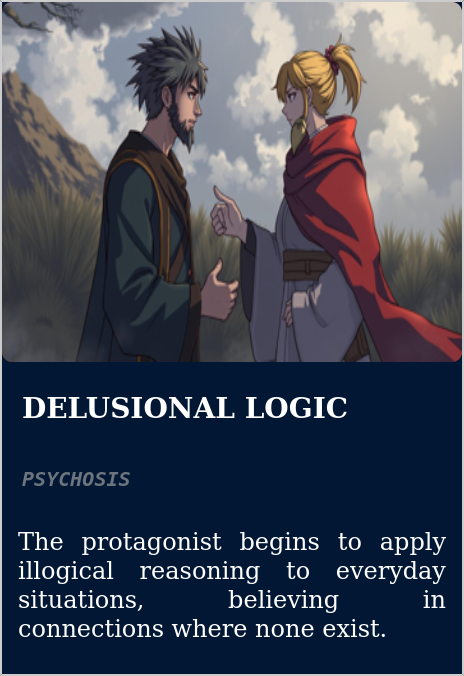 DELUSIONAL LOGIC
PSYCHOSIS
The protagonist begins to apply
illogical reasoning to everyday
situations, believing in
connections where none exist.